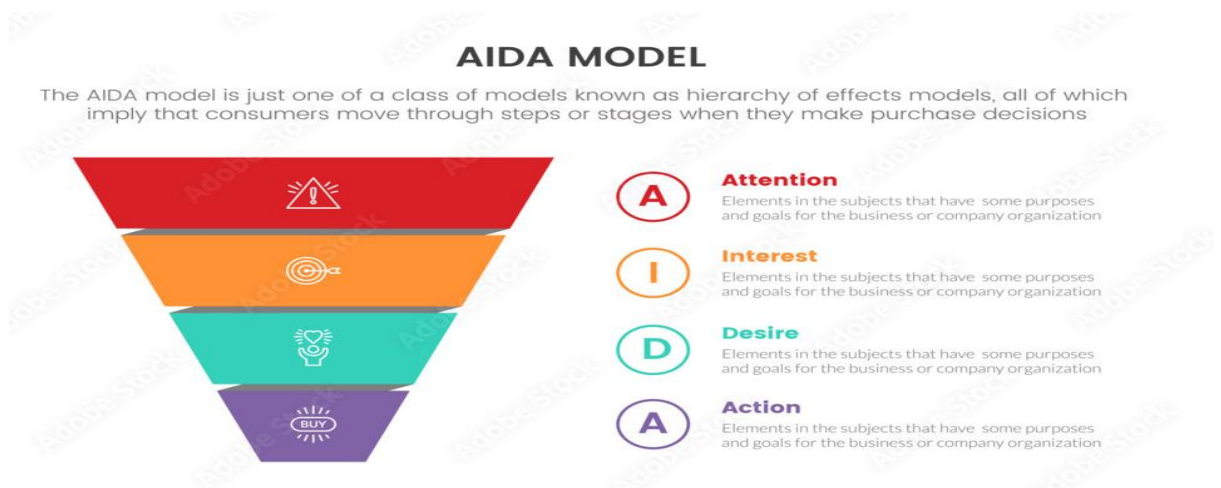 AIDA MODEL
The AIDA model is just one of a class of models known as hierarchy of effects models, all of which
imply that consumers move through steps or stages when they make purchase decisions
A
Attention
Elements in the subjects that have some purposes
and goals for the business or company organization
I
Interest
Elements in the subjects that have some purposes
and goals for the business or company organization
D
Desire
Elements in the subjects that have some purposes
and goals for the business or company organization
BUY
A
Action
Elements in the subjects that have some purposes
and goals for the business or company organization
Adobe Stock